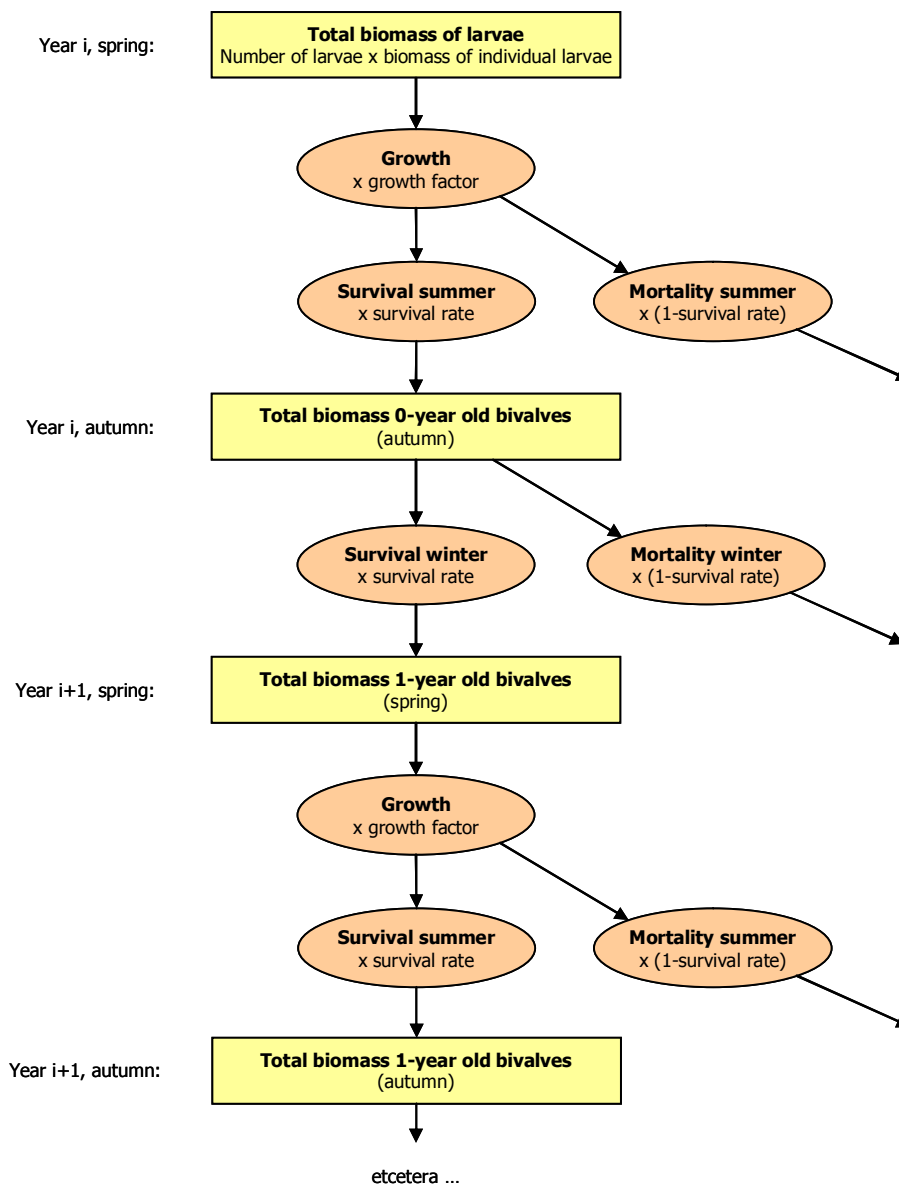 Year i, spring:
Total biomass of larvae
Number of larvae x biomass of individual larvae
Growth
x growth factor
Survival summer
x survival rate
Mortality summer
x (1-survival rate)
Year i, autumn:
Total biomass 0-year old bivalves
(autumn)
Survival winter
x survival rate
Mortality winter
x (1-survival rate)
Year i+1, spring:
Total biomass 1-year old bivalves
(spring)
Growth
x growth factor
Survival summer
x survival rate
Mortality summer
x (1-survival rate)
Year i+1, autumn:
Total biomass 1-year old bivalves
(autumn)
etcetera ...